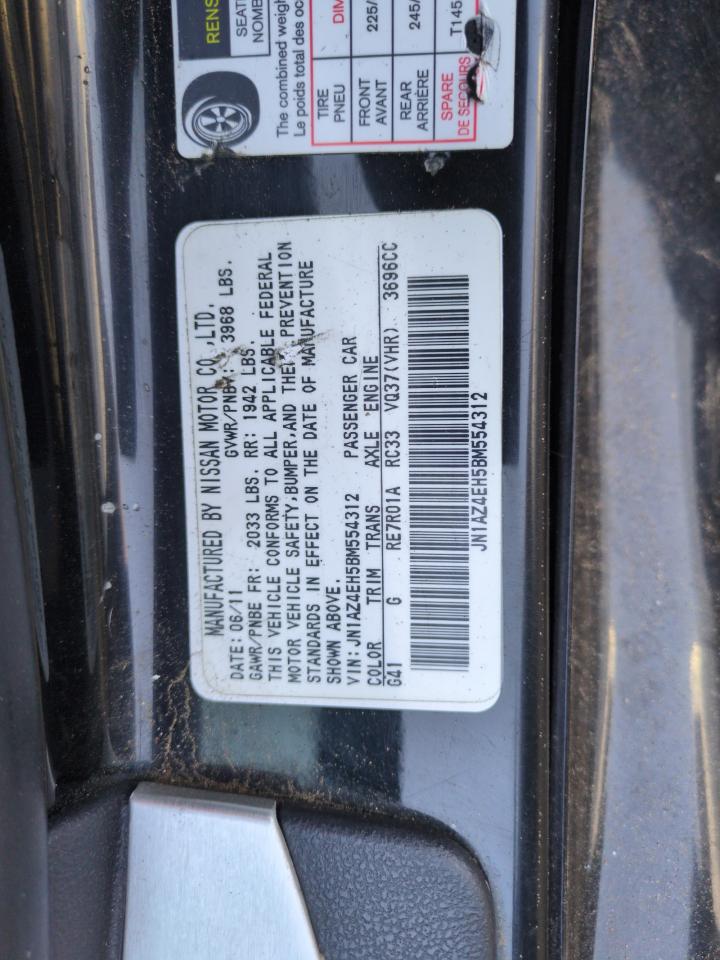 RENS
SEATI
NOMB
The combined weigh
Le poids total des oc
TIRE DIM
PNEU
FRONT 225/
AVANT
REAR 245/
ARRIÈRE
SPARE T145
DE SECOURS
MANUFACTURED BY NISSAN MOTOR CO.,LTD.
DATE: 06/11 GVWR/PNBV: 3968 LBS.
GAWR/PNBE FR: 2033 LBS. RR: 1942 LBS.
THIS VEHICLE CONFORMS TO ALL APPLICABLE FEDERAL
MOTOR VEHICLE SAFETY,BUMPER,AND THEFT PREVENTION
STANDARDS IN EFFECT ON THE DATE OF MANUFACTURE
SHOWN ABOVE.
VIN: JN1AZ4EH5BM554312 PASSENGER CAR
COLOR TRIM TRANS AXLE ENGINE
G41 G RE7R01A RC33 VQ37(VHR) 3696CC
JN1AZ4EH5BM554312